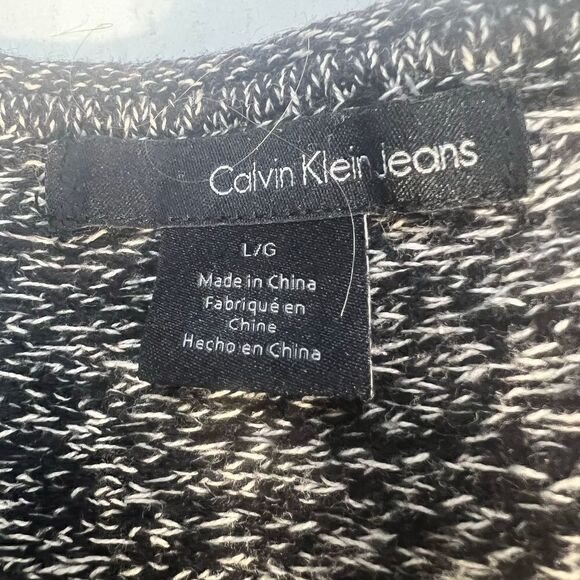 Calvin Klein Jeans
L/G
Made in China
Fabriqué en
Chine
Hecho en China